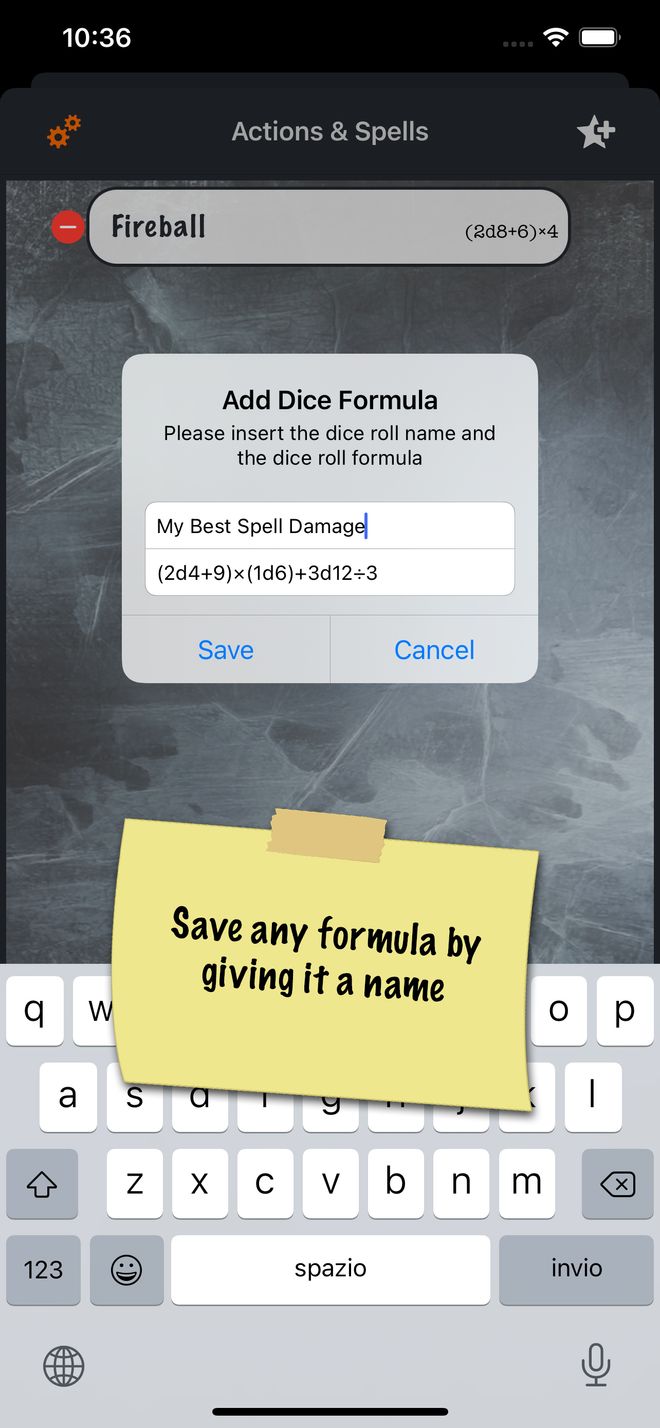 10:36
Actions & Spells
Fireball
(2d8+6)×4
Add Dice Formula
Please insert the dice roll name and
the dice roll formula
My Best Spell Damage
(2d4+9)×(1d6)+3d12÷3
Save
Cancel
Save any formula by
giving it a name
q w o p
a s d f g h j k l
z x c v b n m
123
spazio
invio